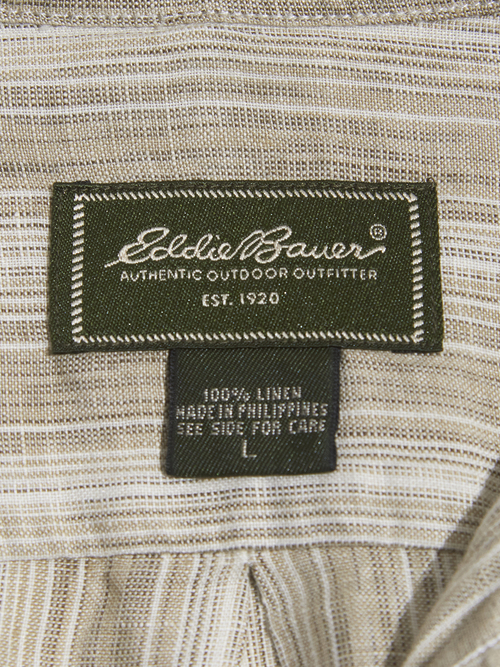 Eddie Bauer®
AUTHENTIC OUTDOOR OUTFITTER
EST. 1920
100% LINEN
MADE IN PHILIPPINES
SEE SIDE FOR CARE
L